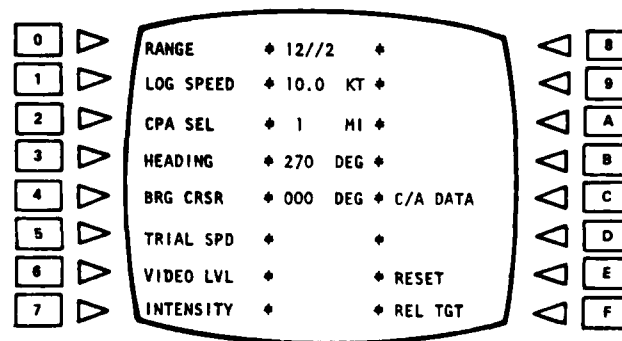 0 RANGE ♦ 12//2 ♦ 8
1 LOG SPEED ♦ 10.0 KT ♦ 9
2 CPA SEL ♦ 1 MI ♦ A
3 HEADING ♦ 270 DEG ♦ B
4 BRG CRSR ♦ 000 DEG ♦ C/A DATA C
5 TRIAL SPD ♦ ♦ D
6 VIDEO LVL ♦ ♦ RESET E
7 INTENSITY ♦ ♦ REL TGT F